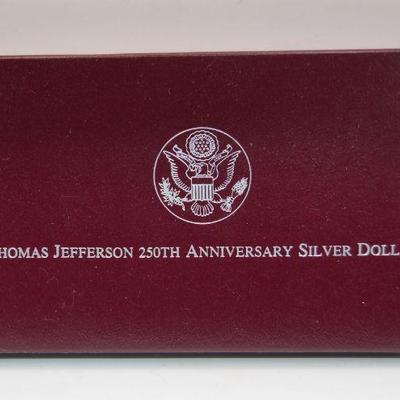 HOMAS JEFFERSON 250TH ANNIVERSARY SILVER DOLL